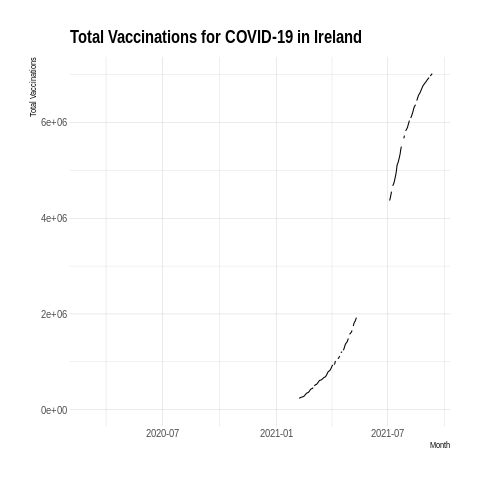 Total Vaccinations for COVID-19 in Ireland
Total Vaccinations
6e+06
4e+06
2e+06
0e+00
2020-07 2021-01 2021-07
Month